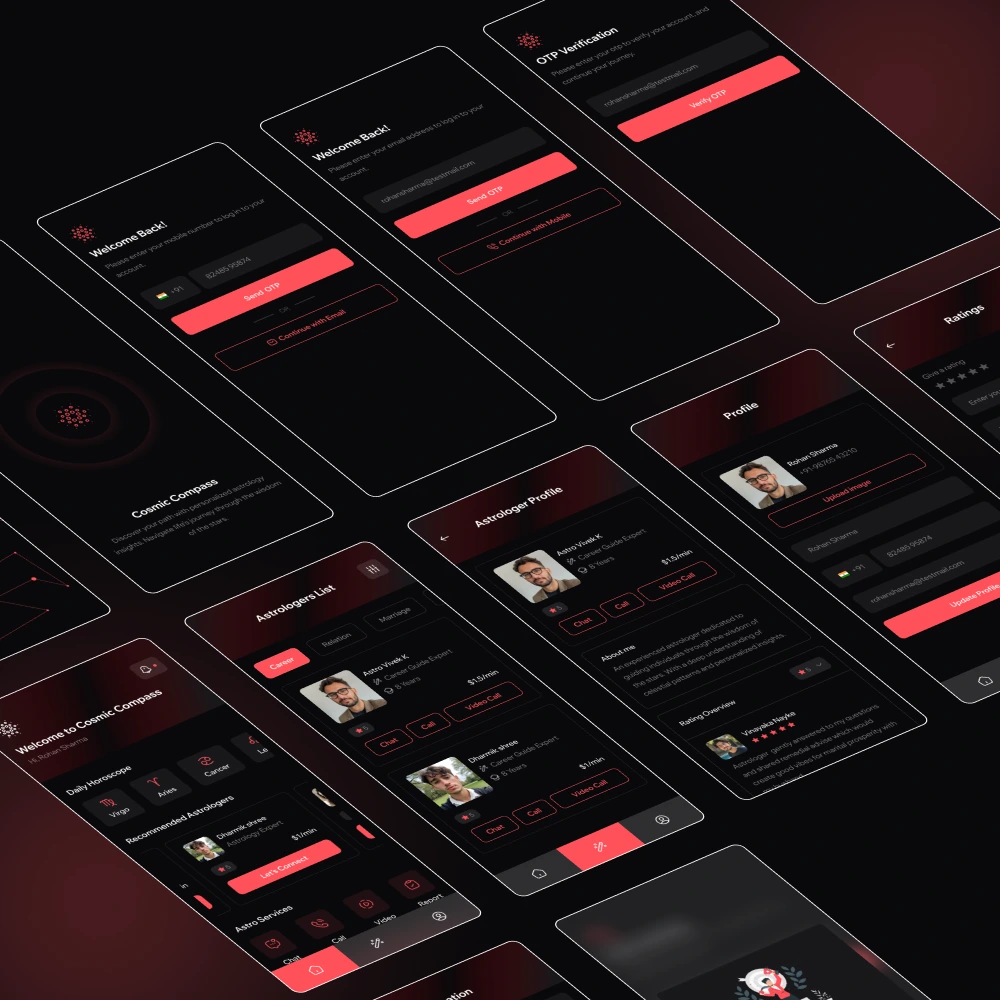 OTP Verification
Please enter your otp to verify your account, and
continue your journey.
rohansharma@testmail.com
Verify OTP
Welcome Back!
Please enter your email address to log in to your
account.
rohansharma@testmail.com
Send OTP
OR
Continue with Mobile
Welcome Back!
Please enter your mobile number to log in to your
account.
+91
82485 95874
Send OTP
OR
Continue with Email
Cosmic Compass
Discover your path with personalized astrology
insights. Navigate life's journey through the wisdom
of the stars.
Ratings
Give a rating
Enter yo
Profile
Rohan Sharma
+91-98765 43210
Upload image
Rohan Sharma
+91
82485 95874
rohansharma@testmail.com
Update Profile
Astrologer Profile
Astro Vivek K
Career Guide Expert
8 Years
5
$1.5/min
Chat
Call
Video Call
About me
An experienced astrologer dedicated to
guiding individuals through the wisdom of
the stars. With a deep understanding of
celestial patterns and personalized insights.
Rating Overview
5
Vinayaka Nayke
Astrologer gently answered to my questions
and shared remedial advice which would
create good vibes for marital prosperity with
Astrologers List
Career
Relation
Marriage
Astro Vivek K
Career Guide Expert
8 Years
5
$1.5/min
Chat
Call
Video Call
Dharmik shree
Career Guide Expert
8 Years
5
$1/min
Chat
Call
Video Call
Welcome to Cosmic Compass
Hi, Rohan Sharma
Daily Horoscope
Virgo
Aries
Cancer
Le
Recommended Astrologers
Dharmik shree
Astrology Expert
5
$1/min
Let's Connect
in
Astro Services
Chat
Call
Video
Report
ation